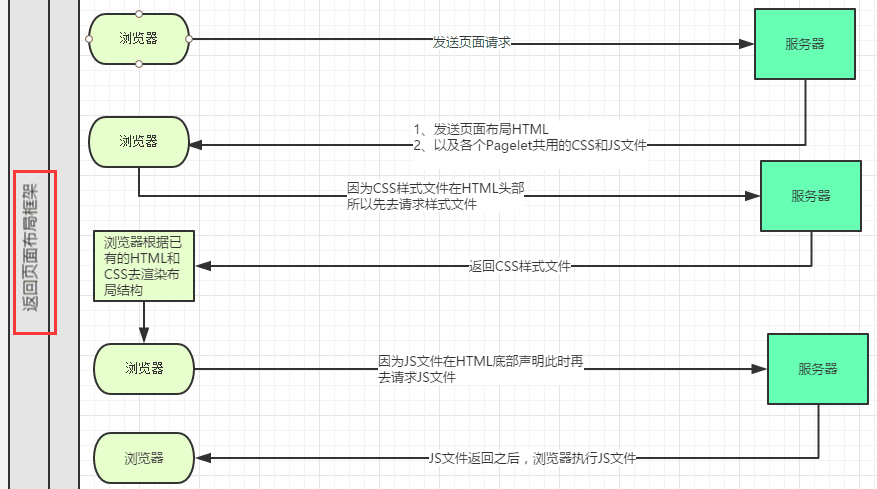 返回页面布局框架
浏览器
发送页面请求
服务器
浏览器
1、发送页面布局HTML
2、以及各个Pagelet共用的CSS和JS文件
因为CSS样式文件在HTML头部
所以先去请求样式文件
服务器
浏览器根据已
有的HTML和
CSS去渲染布
局结构
返回CSS样式文件
浏览器
因为JS文件在HTML底部声明此时再
去请求JS文件
服务器
浏览器
JS文件返回之后，浏览器执行JS文件